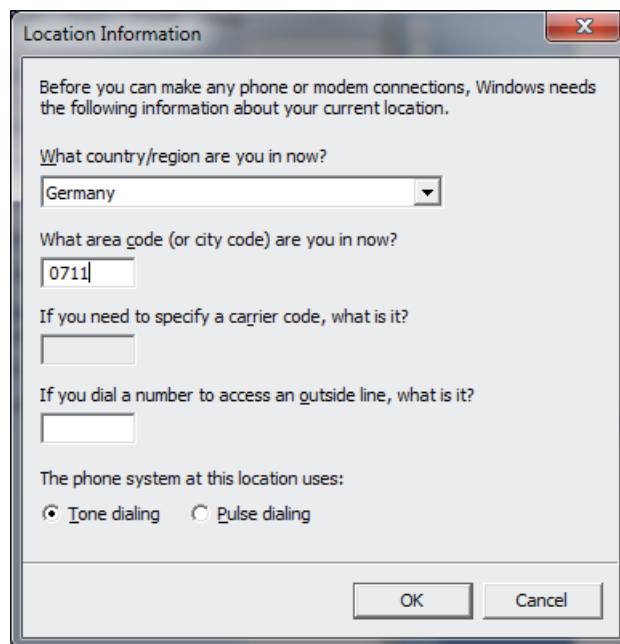 Location Information
Before you can make any phone or modem connections, Windows needs
the following information about your current location.
What country/region are you in now?
Germany
What area code (or city code) are you in now?
0711
If you need to specify a carrier code, what is it?
If you dial a number to access an outside line, what is it?
The phone system at this location uses:
Tone dialing Pulse dialing
OK Cancel